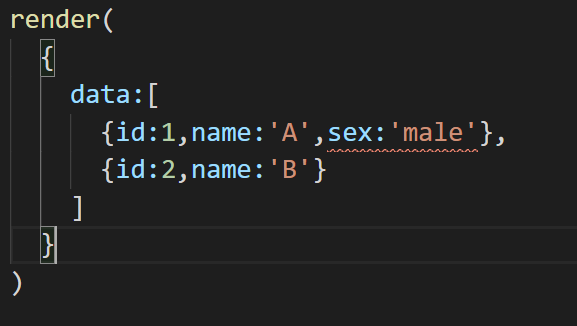 render(
{
data:[
{id:1,name:'A',sex:'male'},
{id:2,name:'B'}
]
}
)